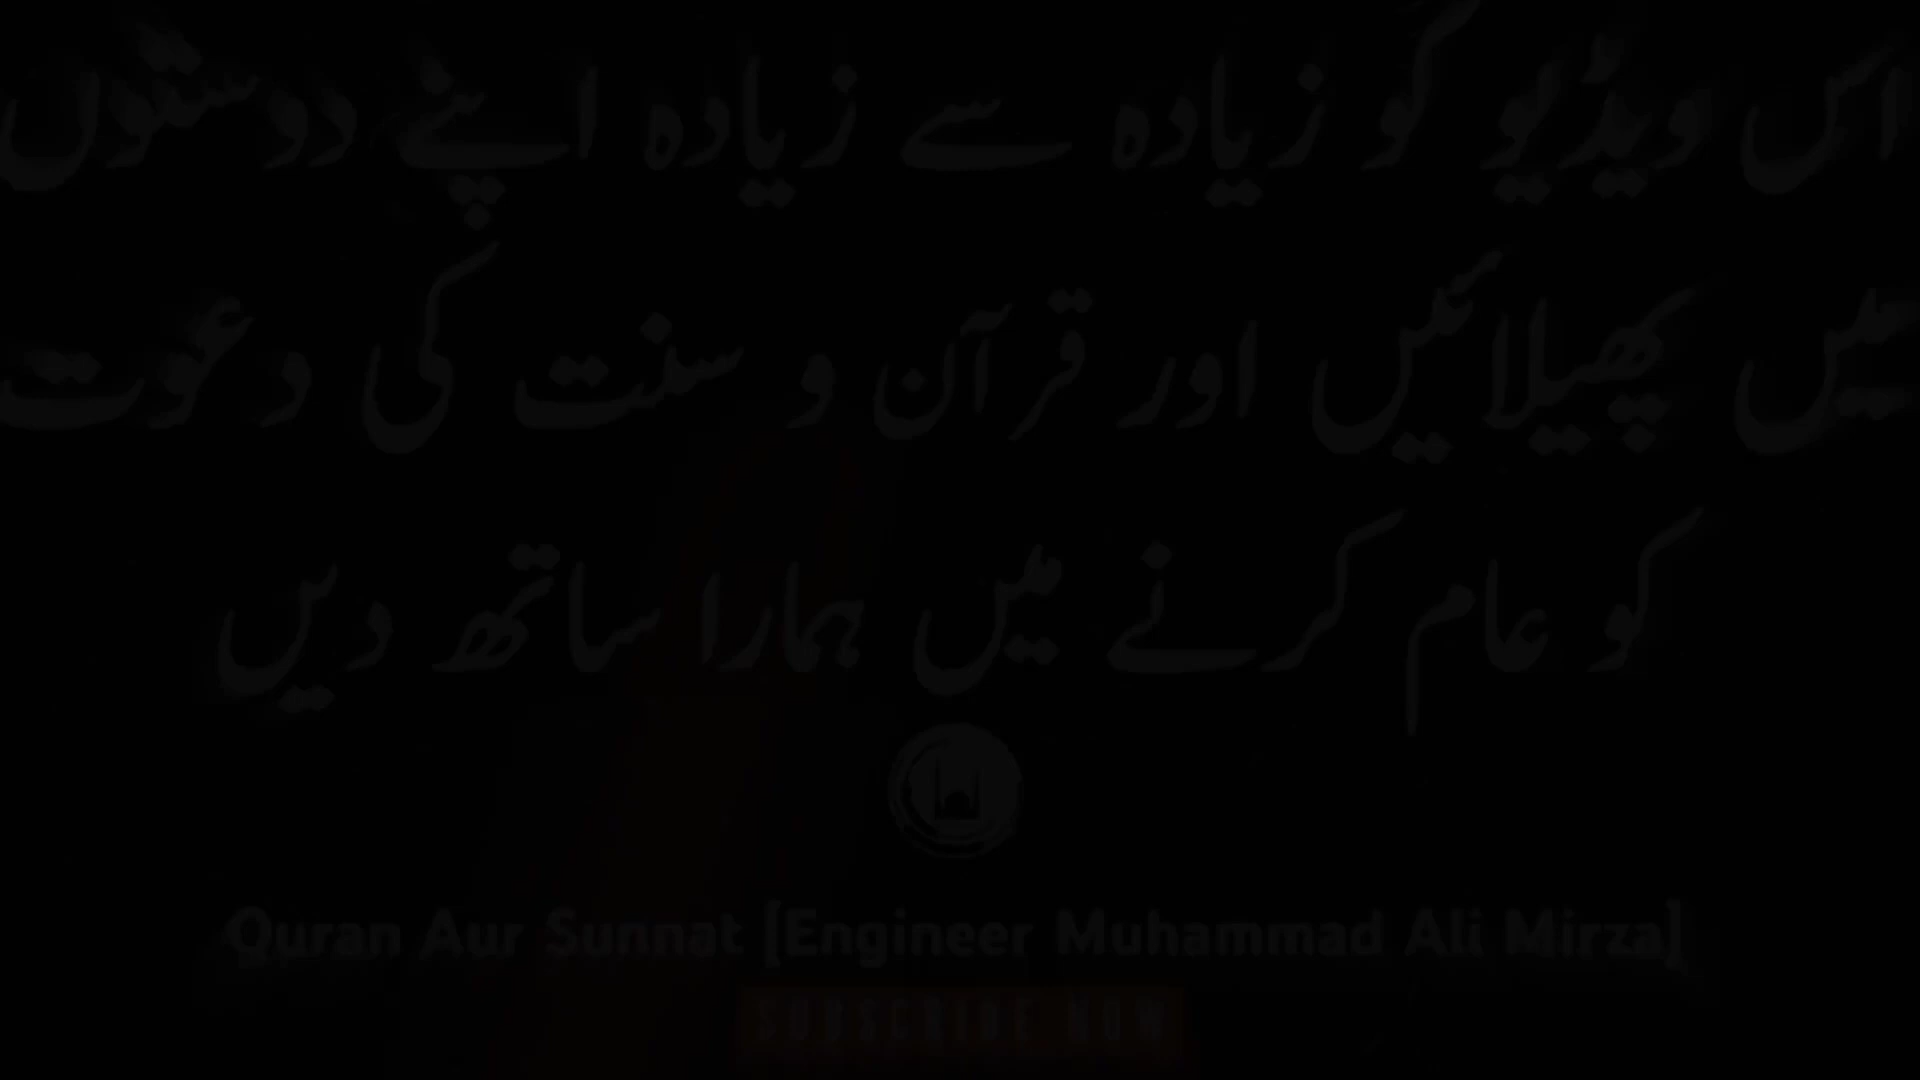 اس ویڈیو کو زیادہ سے زیادہ اپنے دوستوں
میں پھیلائیں اور قرآن و سنت کی دعوت
کو عام کرنے میں ہمارا ساتھ دیں
Quran Aur Sunnat [Engineer Muhammad Ali Mirza]
SUBSCRIBE NOW